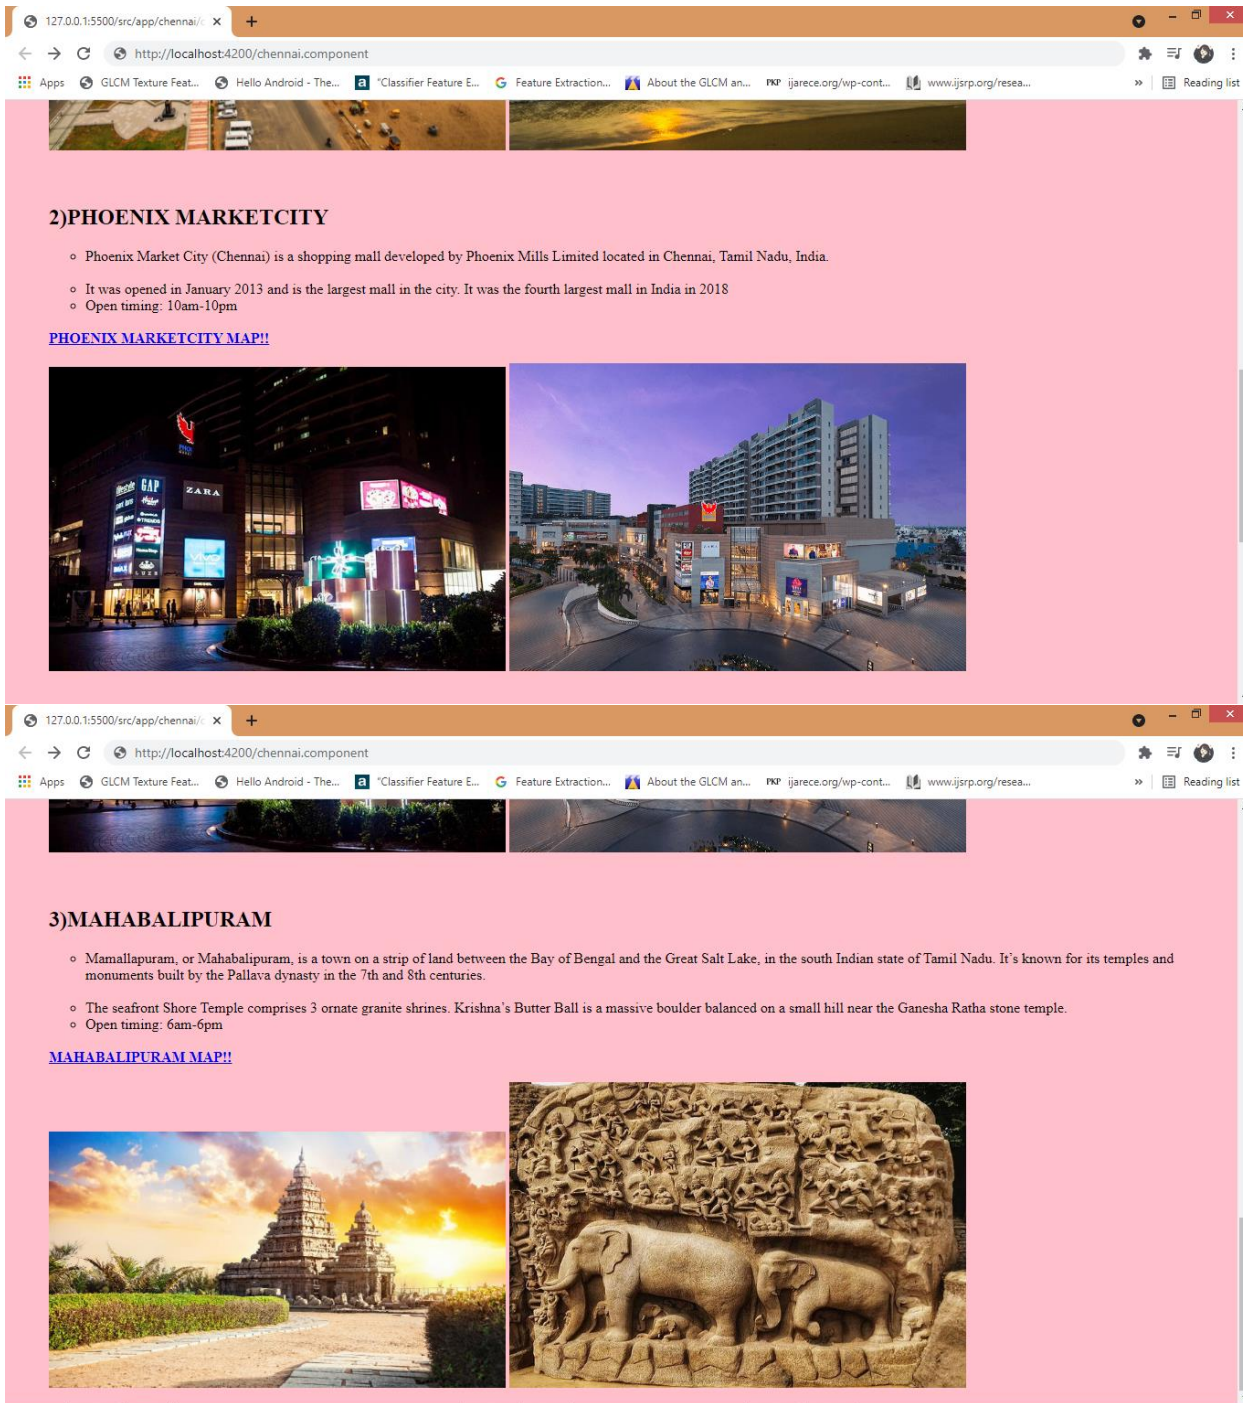 127.0.0.1:5500/src/app/chennai/c
http://localhost:4200/chennai.component
Apps GLCM Texture Feat... Hello Android - The... "Classifier Feature E... Feature Extraction... About the GLCM an... PKP ijarece.org/wp-cont... www.ijsrp.org/resea... » Reading list
2)PHOENIX MARKETCITY
Phoenix Market City (Chennai) is a shopping mall developed by Phoenix Mills Limited located in Chennai, Tamil Nadu, India.
It was opened in January 2013 and is the largest mall in the city. It was the fourth largest mall in India in 2018
Open timing: 10am-10pm
PHOENIX MARKETCITY MAP!!
GAP
ZARA
vivo
127.0.0.1:5500/src/app/chennai/c
http://localhost:4200/chennai.component
Apps GLCM Texture Feat... Hello Android - The... "Classifier Feature E... Feature Extraction... About the GLCM an... PKP ijarece.org/wp-cont... www.ijsrp.org/resea... » Reading list
3)MAHABALIPURAM
Mamallapuram, or Mahabalipuram, is a town on a strip of land between the Bay of Bengal and the Great Salt Lake, in the south Indian state of Tamil Nadu. It’s known for its temples and
monuments built by the Pallava dynasty in the 7th and 8th centuries.
The seafront Shore Temple comprises 3 ornate granite shrines. Krishna’s Butter Ball is a massive boulder balanced on a small hill near the Ganesha Ratha stone temple.
Open timing: 6am-6pm
MAHABALIPURAM MAP!!